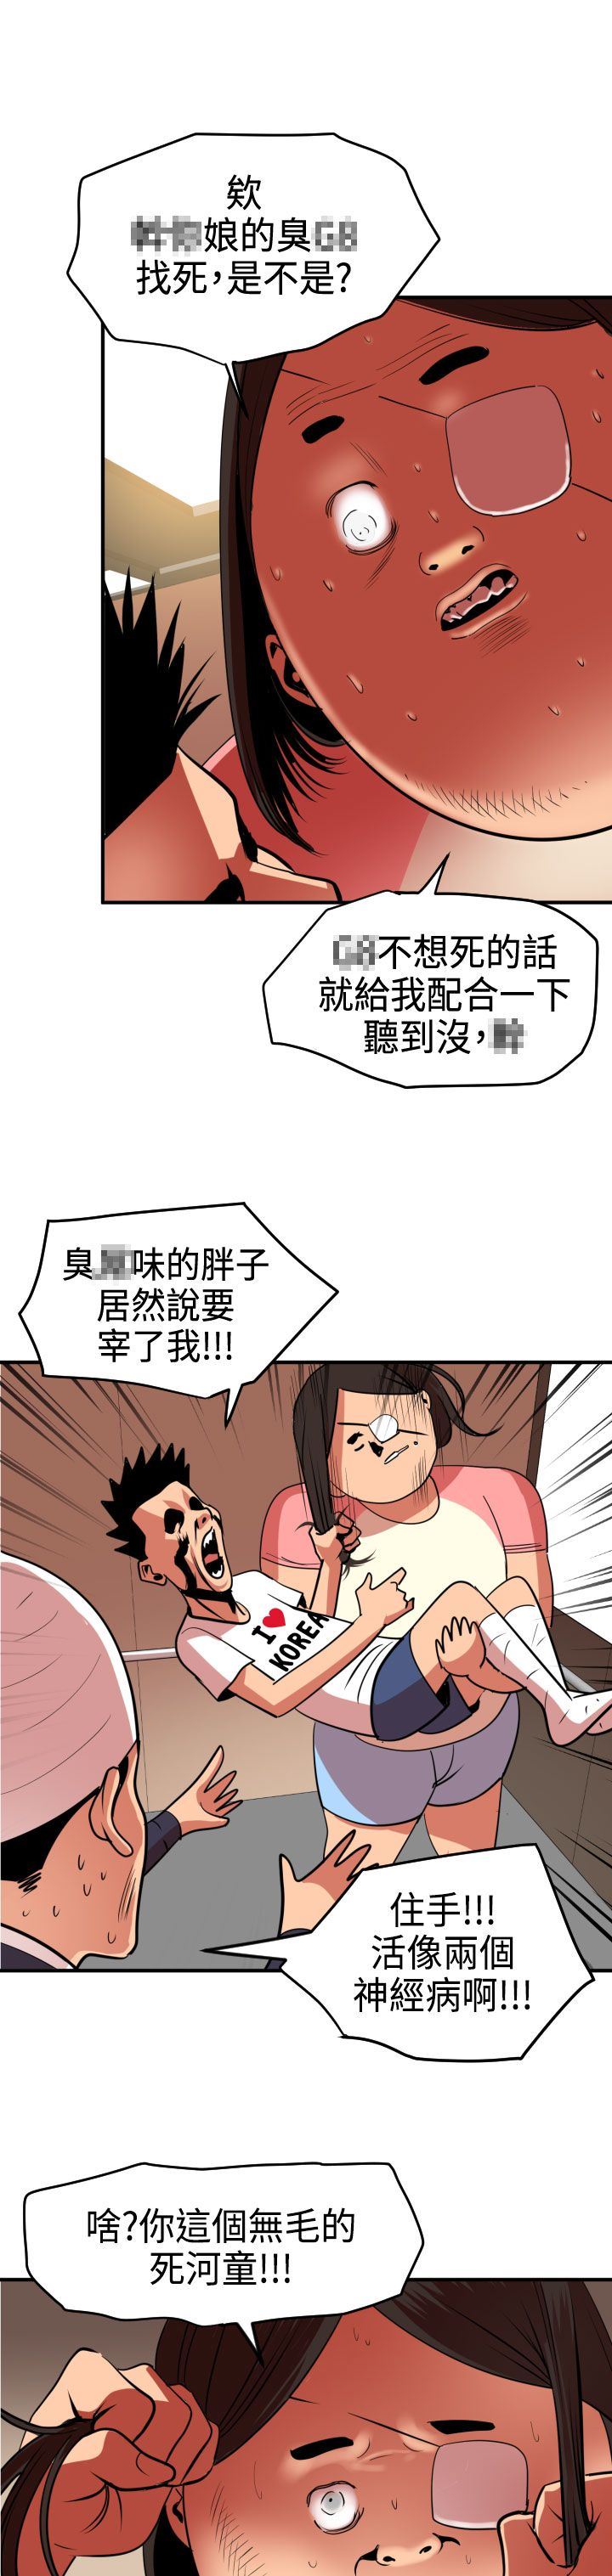 欸
娘的臭
找死，是不是?
不想死的話
就給我配合一下
聽到沒，
臭味的胖子
居然說要
宰了我!!!
I ❤
KOREA
住手!!!
活像兩個
神經病啊!!!
啥?你這個無毛的
死河童!!!